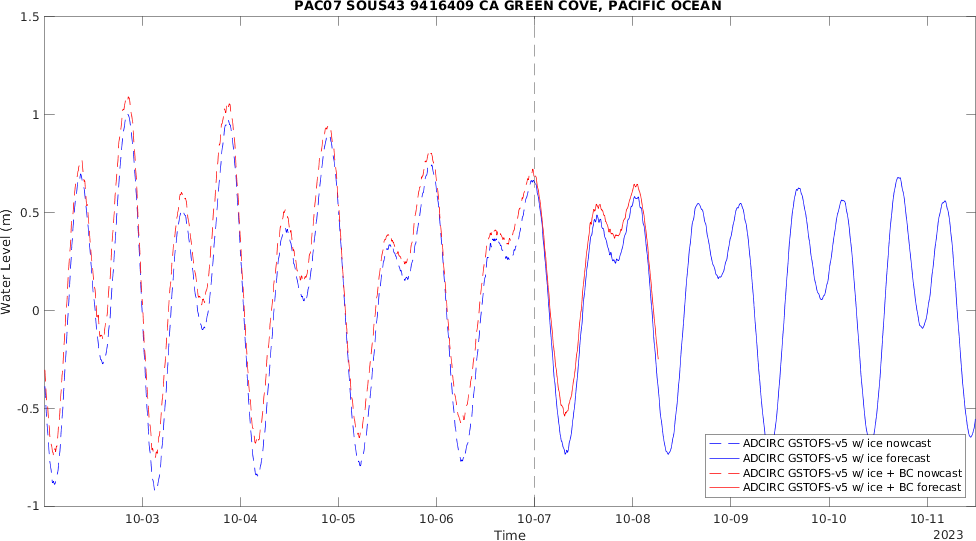 PAC07 SOUS43 9416409 CA GREEN COVE, PACIFIC OCEAN
1.5
1
0.5
0
-0.5
-1
Water Level (m)
10-03
10-04
10-05
10-06
10-07
10-08
10-09
10-10
10-11
Time
2023
ADCIRC GSTOFS-v5 w/ ice nowcast
ADCIRC GSTOFS-v5 w/ ice forecast
ADCIRC GSTOFS-v5 w/ ice + BC nowcast
ADCIRC GSTOFS-v5 w/ ice + BC forecast